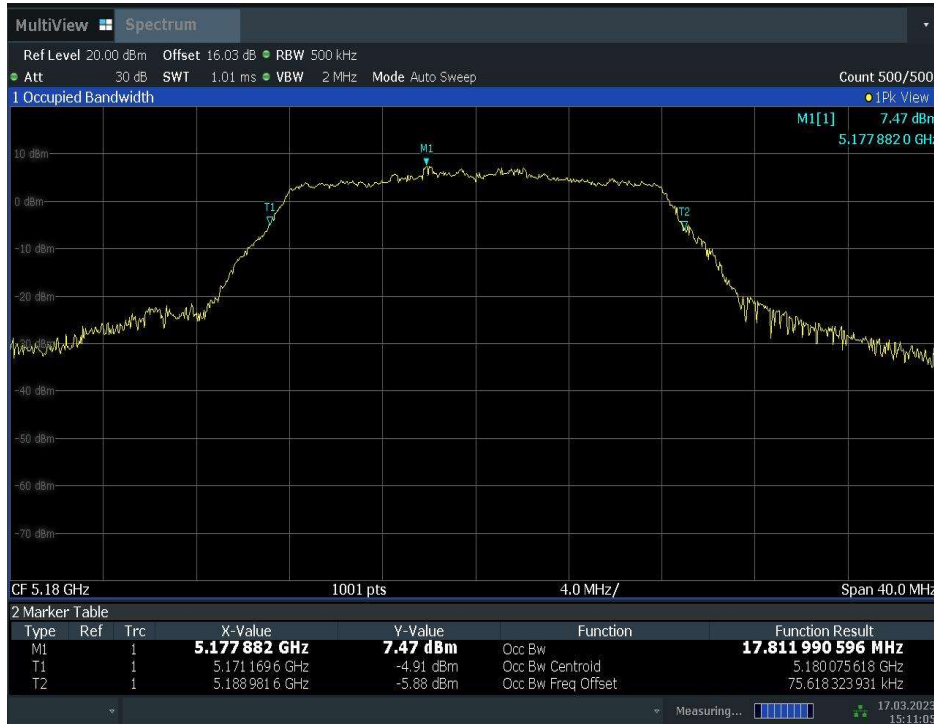 MultiView Spectrum
Ref Level 20.00 dBm Offset 16.03 dB RBW 500 kHz
Att 30 dB SWT 1.01 ms VBW 2 MHz Mode Auto Sweep Count 500/500
1 Occupied Bandwidth 1Pk View
M1[1] 7.47 dBm
5.177 882 0 GHz
M1
10 dBm
T1
0 dBm
T2
-10 dBm
-20 dBm
-30 dBm
-40 dBm
-50 dBm
-60 dBm
-70 dBm
CF 5.18 GHz 1001 pts 4.0 MHz/ Span 40.0 MHz
2 Marker Table
Type Ref Trc X-Value Y-Value Function Function Result
M1 1 5.177 882 GHz 7.47 dBm Occ Bw 17.811 990 596 MHz
T1 1 5.171 169 6 GHz -4.91 dBm Occ Bw Centroid 5.180 075 618 GHz
T2 1 5.188 981 6 GHz -5.88 dBm Occ Bw Freq Offset 75.618 323 931 kHz
Measuring... 17.03.2023
15:11:05